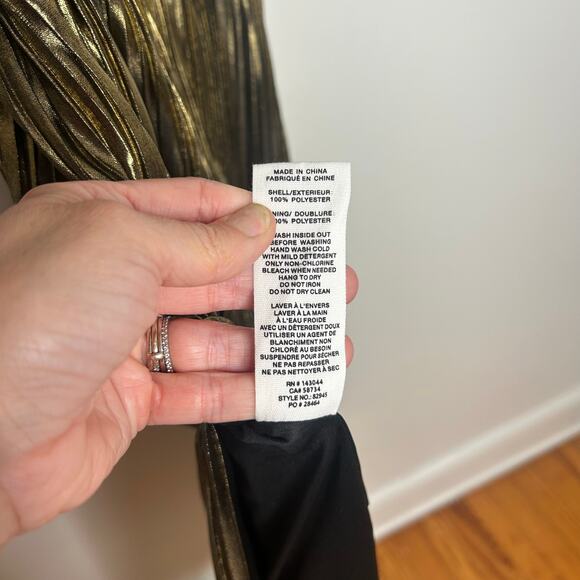 MADE IN CHINA
FABRIQUÉ EN CHINE
SHELL/EXTERIEUR:
100% POLYESTER
NING/ DOUBLURE:
00% POLYESTER
ASH INSIDE OUT
BEFORE WASHING
HAND WASH COLD
WITH MILD DETERGENT
ONLY NON-CHLORINE
BLEACH WHEN NEEDED
HANG TO DRY
DO NOT IRON
DO NOT DRY CLEAN
LAVER À L'ENVERS
LAVER À LA MAIN
À L'EAU FROIDE
AVEC UN DÉTERGENT DOUX
UTILISER UN AGENT DE
BLANCHIMENT NON
CHLORÉ AU BESOIN
SUSPENDRE POUR SÉCHER
NE PAS REPASSER
NE PAS NETTOYER À SEC
RN # 143044
CA# 58734
STYLE NO.: 82945
PO # 28464